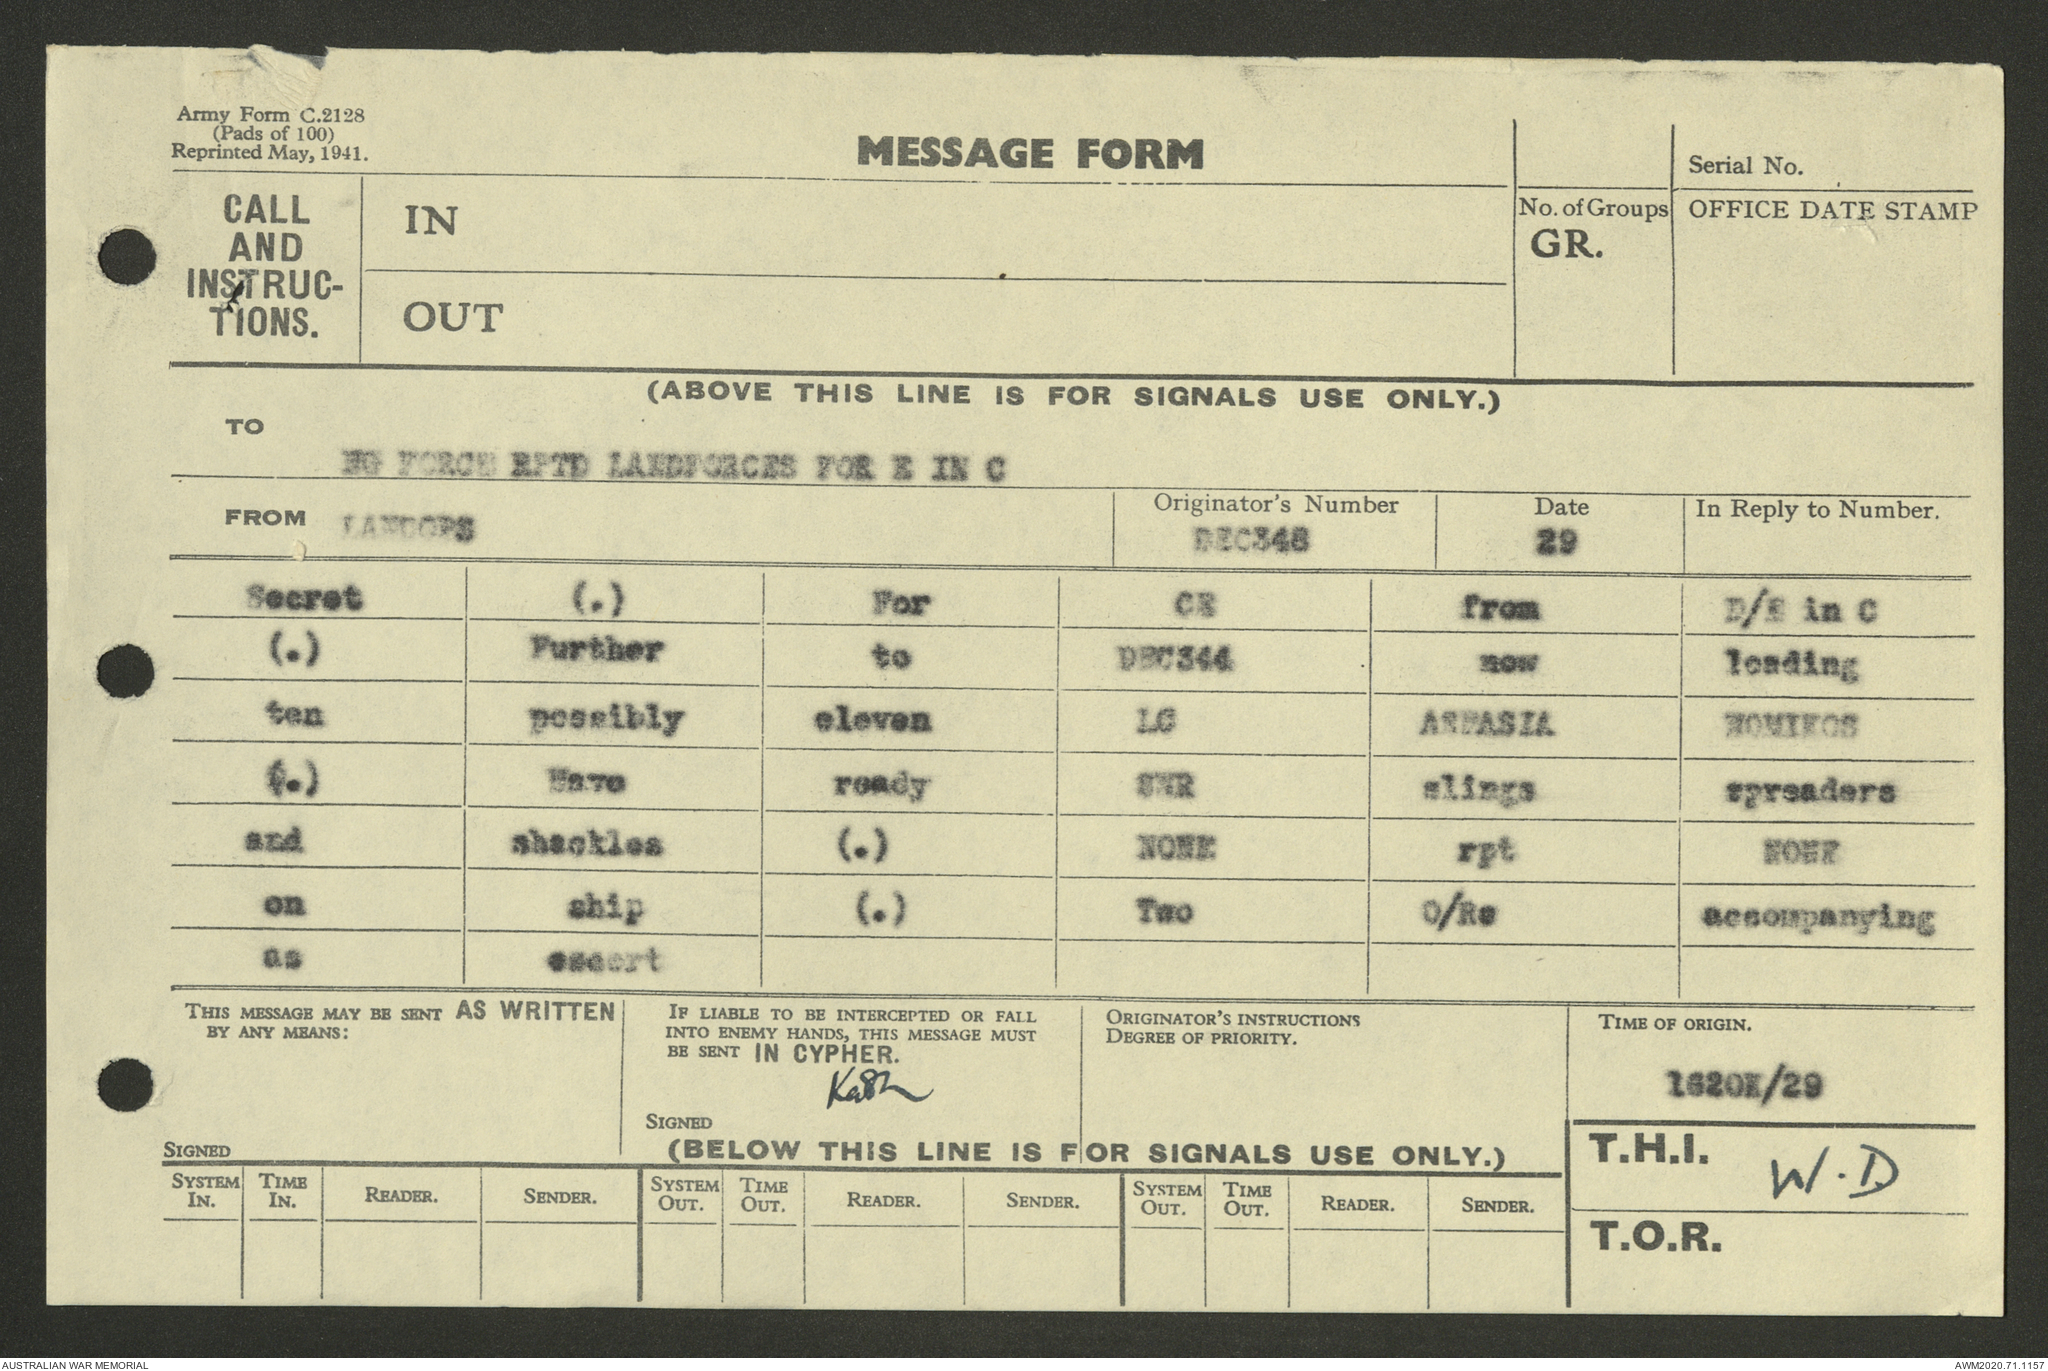 Army Form C.2128
(Pads of 100)
Reprinted May, 1941.
MESSAGE FORM
Serial No.
CALL AND INSTRUC-TIONS.
IN
No. of Groups
GR.
OFFICE DATE STAMP
OUT
(ABOVE THIS LINE IS FOR SIGNALS USE ONLY.)
TO
NG FORCE RPTD LANDFORCES FOR E IN C
FROM LANDOPS
Originator's Number
DEC348
Date
29
In Reply to Number.
Secret (.) For CE from D/E in C
(.) Further to DEC344 now loading
ten possibly eleven LG ASPASIA NOMIKOS
(.) Have ready SWR slings spreaders
and shackles (.) NONE rpt NONE
on ship (.) Two O/Rs accompanying
as escort
THIS MESSAGE MAY BE SENT AS WRITTEN
BY ANY MEANS:
SIGNED
IF LIABLE TO BE INTERCEPTED OR FALL
INTO ENEMY HANDS, THIS MESSAGE MUST
BE SENT IN CYPHER.
SIGNED
ORIGINATOR'S INSTRUCTIONS
DEGREE OF PRIORITY.
TIME OF ORIGIN.
1620K/29
(BELOW THIS LINE IS FOR SIGNALS USE ONLY.)
T.H.I. W.D
SYSTEM IN. TIME IN. READER. SENDER. SYSTEM OUT. TIME OUT. READER. SENDER. SYSTEM OUT. TIME OUT. READER. SENDER.
T.O.R.
AUSTRALIAN WAR MEMORIAL
AWM2020.71.1157